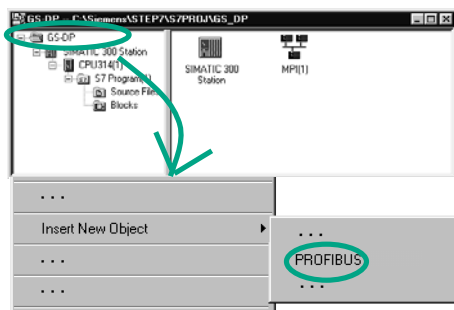 GS-DP -- C:\Siemens\STEP7\S7PROJ\GS_DP
GS-DP
SIMATIC 300 Station
CPU314(1)
S7 Program(1)
Source Files
Blocks
SIMATIC 300
Station
MPI(1)
. . .
Insert New Object
. . .
. . .
. . .
PROFIBUS
. . .